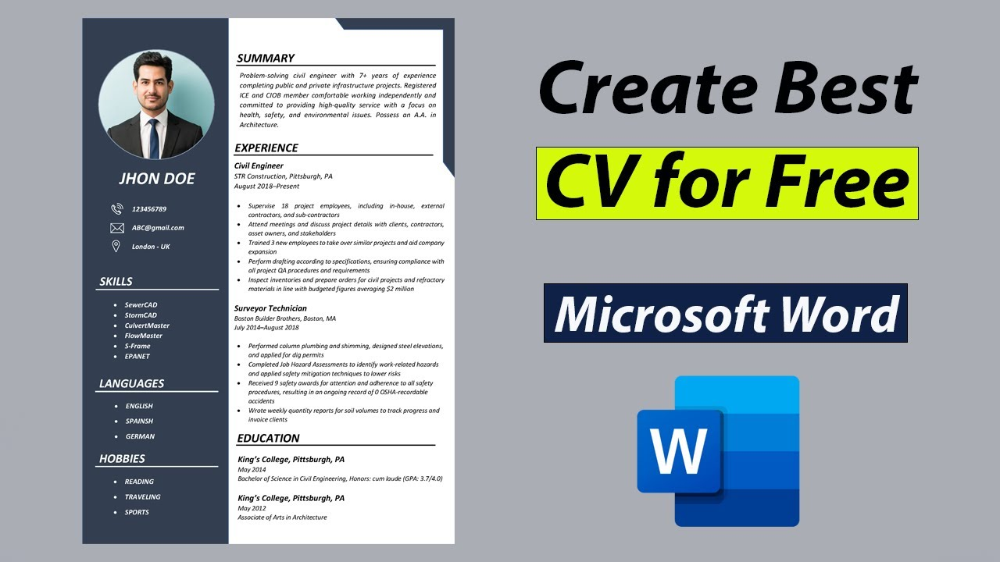 JHON DOE
123456789
ABC@gmail.com
London - UK
SKILLS
SewerCAD
StormCAD
CulvertMaster
FlowMaster
S-Frame
EPANET
LANGUAGES
ENGLISH
SPAINSH
GERMAN
HOBBIES
READING
TRAVELING
SPORTS
SUMMARY
Problem-solving civil engineer with 7+ years of experience
completing public and private infrastructure projects. Registered
ICE and CIOB member comfortable working independently and
committed to providing high-quality service with a focus on
health, safety, and environmental issues. Possess an A.A. in
Architecture.
EXPERIENCE
Civil Engineer
STR Construction, Pittsburgh, PA
August 2018–Present
Supervise 18 project employees, including in-house, external
contractors, and sub-contractors
Attend meetings and discuss project details with clients, contractors,
asset owners, and stakeholders
Trained 3 new employees to take over similar projects and aid company
expansion
Perform drafting according to specifications, ensuring compliance with
all project QA procedures and requirements
Inspect inventories and prepare orders for civil projects and refractory
materials in line with budgeted figures averaging $2 million
Surveyor Technician
Boston Builder Brothers, Boston, MA
July 2014–August 2018
Performed column plumbing and shimming, designed steel elevations,
and applied for dig permits
Completed Job Hazard Assessments to identify work-related hazards
and applied safety mitigation techniques to lower risks
Received 9 safety awards for attention and adherence to all safety
procedures, resulting in an ongoing record of 0 OSHA-recordable
accidents
Wrote weekly quantity reports for soil volumes to track progress and
invoice clients
EDUCATION
King's College, Pittsburgh, PA
May 2014
Bachelor of Science in Civil Engineering, Honors: cum laude (GPA: 3.7/4.0)
King's College, Pittsburgh, PA
May 2012
Associate of Arts in Architecture
Create Best
CV for Free
Microsoft Word
W